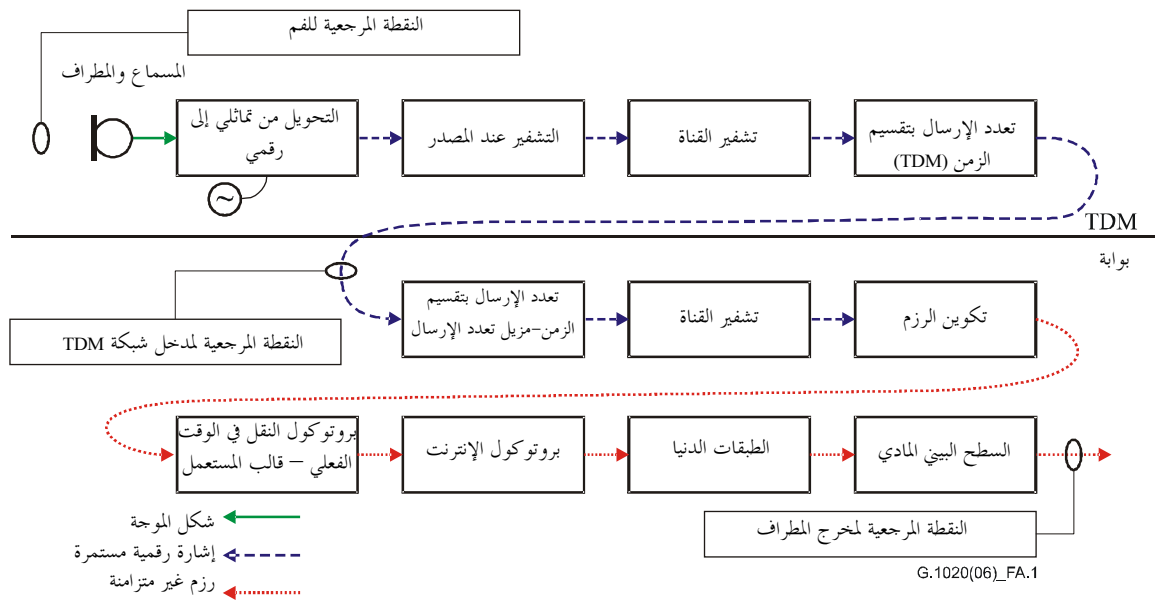 النقطة المرجعية للفم
المسماع والمطراف
التحويل من تماثلي إلى
رقمي
التشفير عند المصدر
تشفير القناة
تعدد الإرسال بتقسيم
الزمن (TDM)
~
TDM
بوابة
تعدد الإرسال بتقسيم
الزمن–مزيل تعدد الإرسال
تشفير القناة
تكوين الرزم
النقطة المرجعية لمدخل شبكة TDM
بروتوكول النقل في الوقت
الفعلي – قالب المستعمل
بروتوكول الإنترنت
الطبقات الدنيا
السطح البيني المادي
شكل الموجة
إشارة رقمية مستمرة
رزم غير متزامنة
النقطة المرجعية لمخرج المطراف
G.1020(06)_FA.1